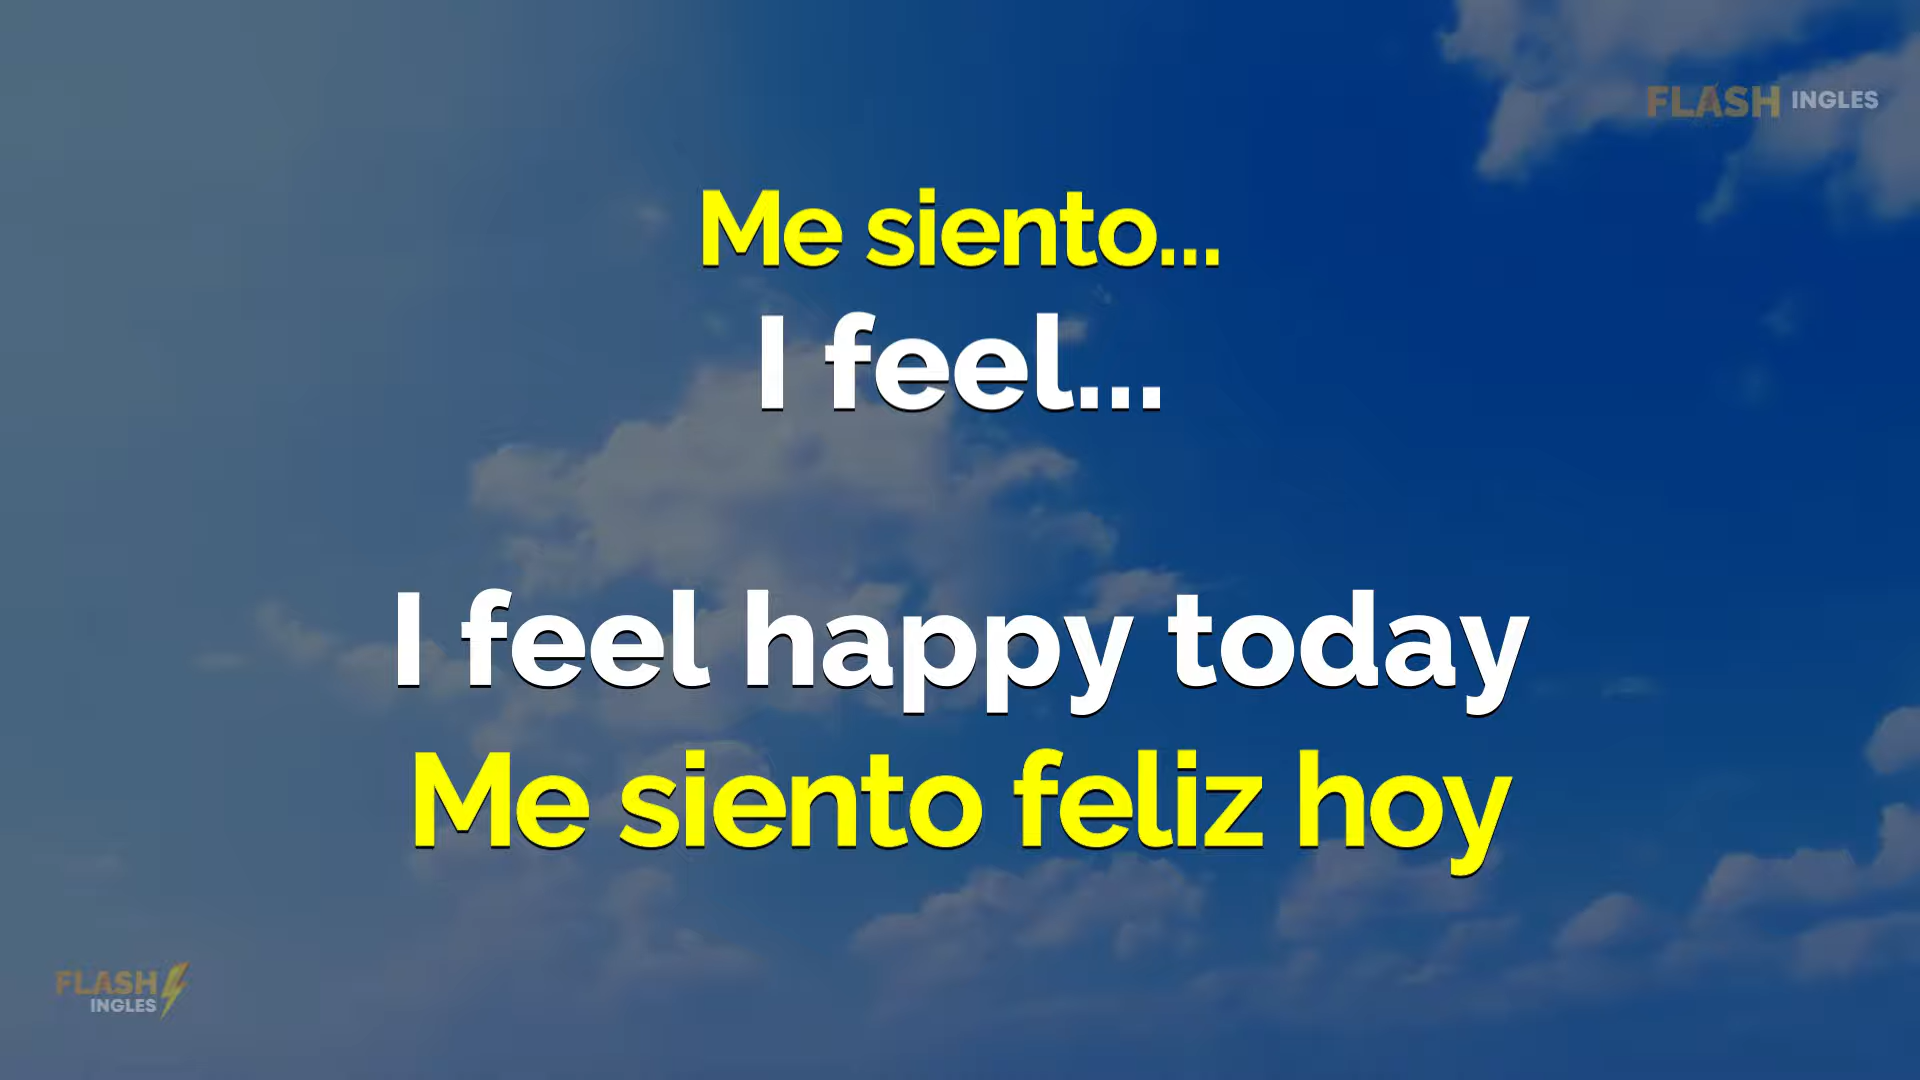 FLASH INGLES
Me siento...
I feel...
I feel happy today
Me siento feliz hoy
FLASH
INGLES